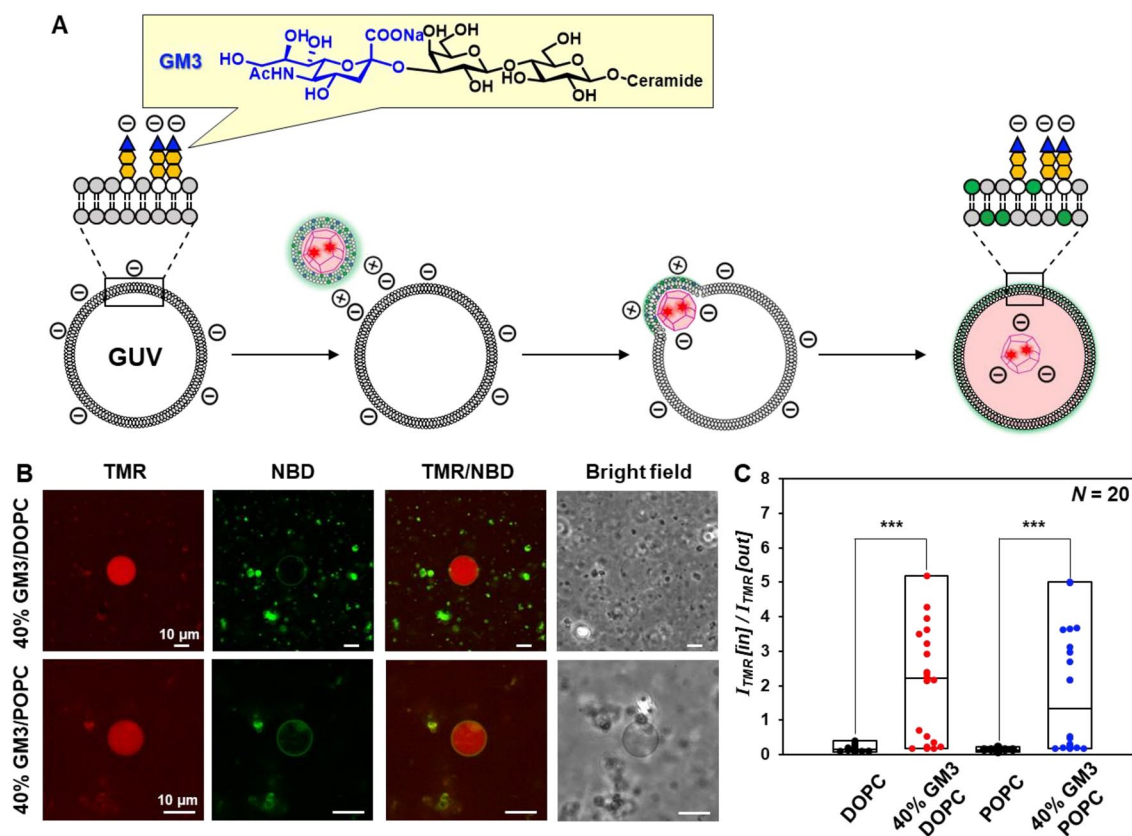 A
GM3
HO
OH
OH
COONa
HO
AcHN
HO
O
O
OH
OH
O
OH
O
OH
O
HO
OH
O
Ceramide
GUV
B
TMR
NBD
TMR/NBD
Bright field
40% GM3/DOPC
10 µm
40% GM3/POPC
10 µm
C
N = 20
***
***
I_TMR[in] / I_TMR[out]
8
7
6
5
4
3
2
1
0
DOPC
40% GM3
DOPC
POPC
40% GM3
POPC